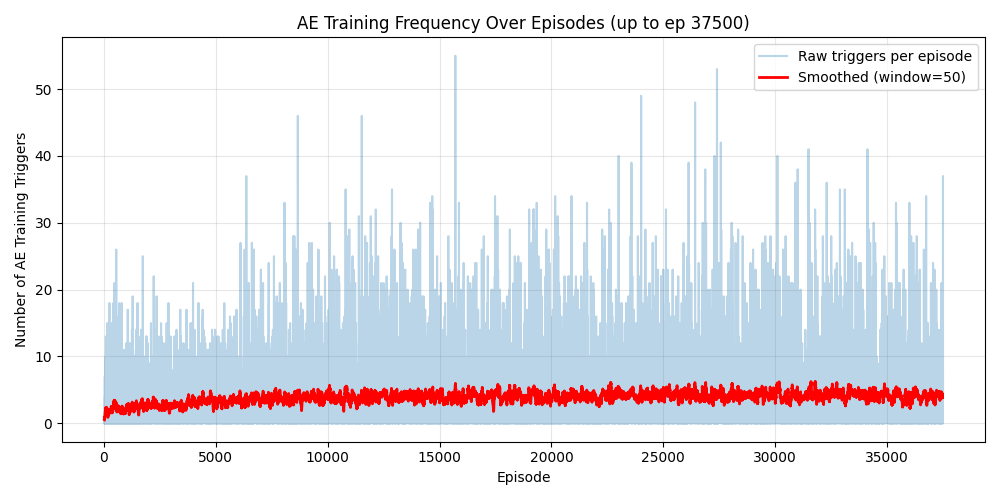 AE Training Frequency Over Episodes (up to ep 37500)
Raw triggers per episode
Smoothed (window=50)
Number of AE Training Triggers
50
40
30
20
10
0
0 5000 10000 15000 20000 25000 30000 35000
Episode